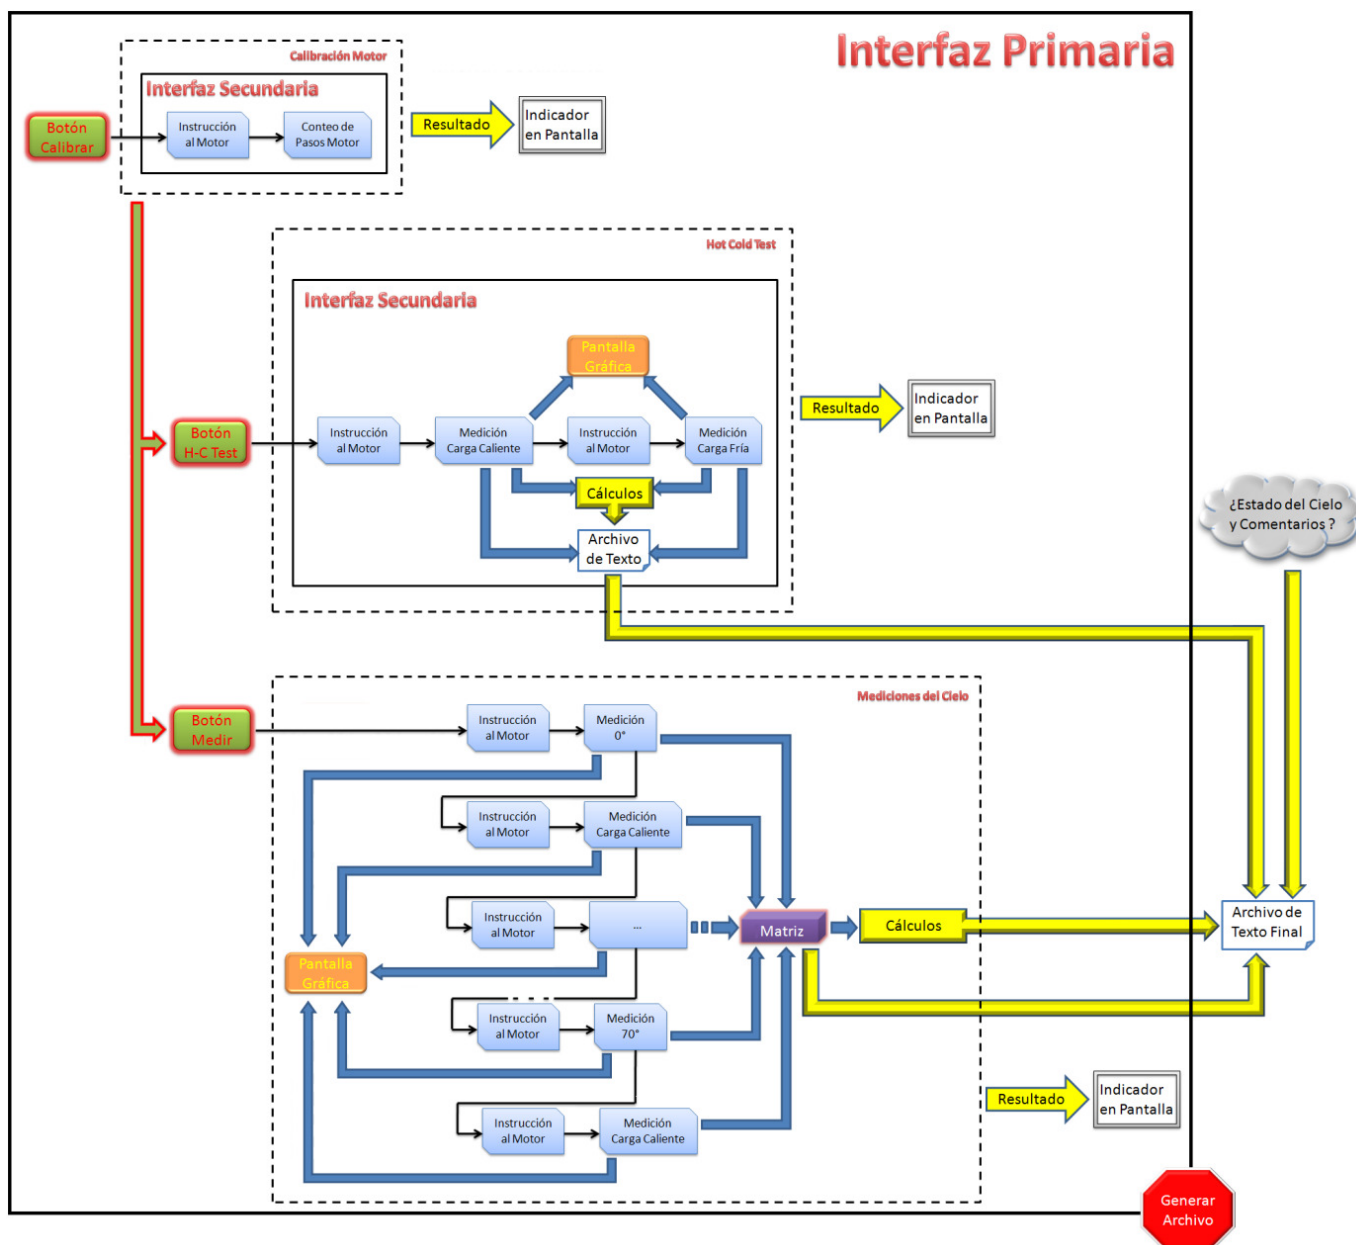 Interfaz Primaria
Calibración Motor
Interfaz Secundaria
Botón
Calibrar
Instrucción
al Motor
Conteo de
Pasos Motor
Resultado
Indicador
en Pantalla
Hot Cold Test
Interfaz Secundaria
Pantalla
Gráfica
Botón
H-C Test
Instrucción
al Motor
Medición
Carga Caliente
Instrucción
al Motor
Medición
Carga Fría
Resultado
Indicador
en Pantalla
Cálculos
Archivo
de Texto
¿Estado del Cielo
y Comentarios ?
Mediciones del Cielo
Botón
Medir
Instrucción
al Motor
Medición
0°
Instrucción
al Motor
Medición
Carga Caliente
Instrucción
al Motor
...
Matriz
Cálculos
Archivo de
Texto Final
Pantalla
Gráfica
Instrucción
al Motor
Medición
70°
Instrucción
al Motor
Medición
Carga Caliente
Resultado
Indicador
en Pantalla
Generar
Archivo